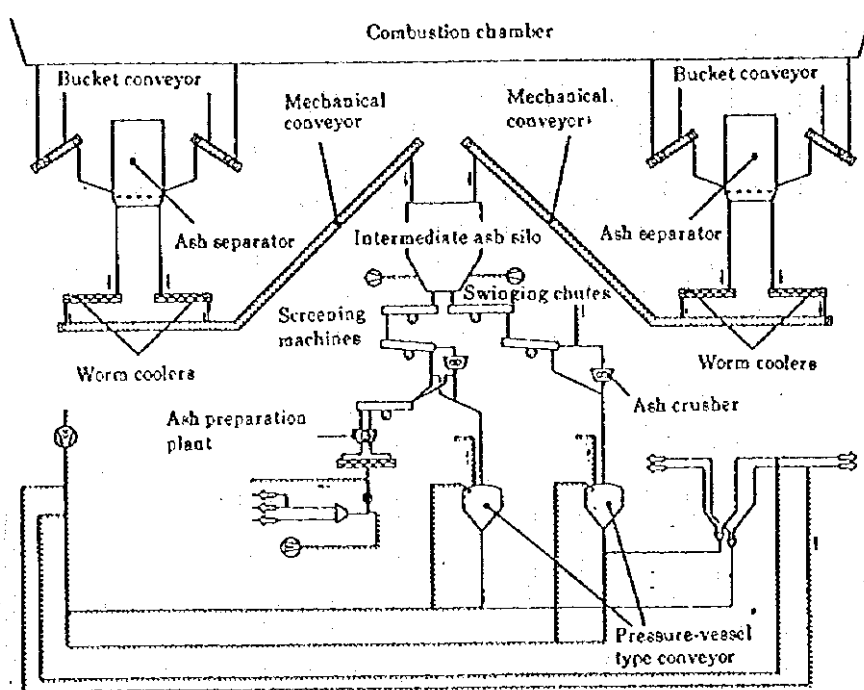 Combustion chamber
Bucket conveyor
Bucket conveyor
Mechanical
conveyor
Mechanical
conveyor
Ash separator
Intermediate ash silo
Ash separator
Swinging chutes
Screening
machines
Worm coolers
Worm coolers
Ash preparation
plant
Ash crusher
Pressure-vessel
type conveyor